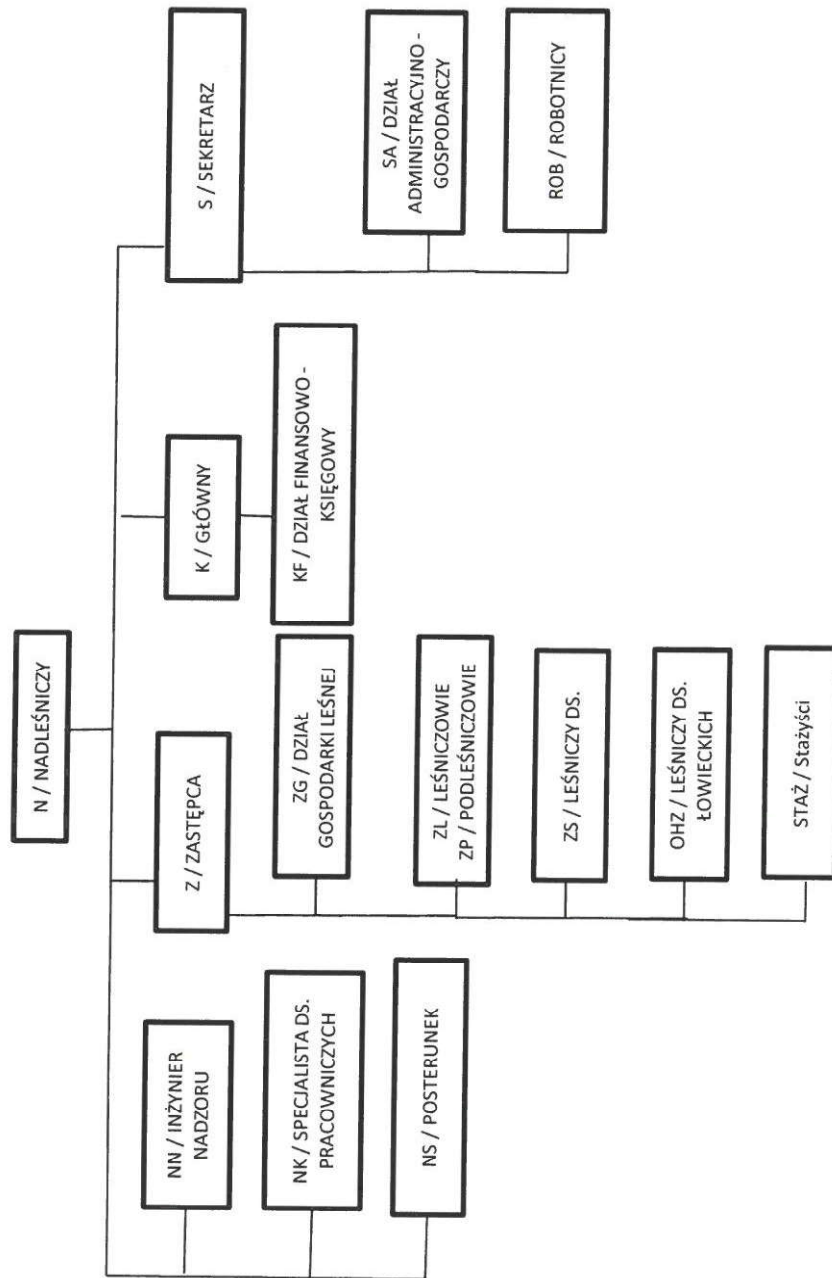 N / NADLEŚNICZY
NN / INŻYNIER
NADZORU
NK / SPECJALISTA DS.
PRACOWNICZYCH
NS / POSTERUNEK
Z / ZASTĘPCA
ZG / DZIAŁ
GOSPODARKI LEŚNEJ
ZL / LEŚNICZOWIE
ZP / PODLEŚNICZOWIE
ZS / LEŚNICZY DS.
OHZ / LEŚNICZY DS.
ŁOWIECKICH
STAŻ / Stażyści
K / GŁÓWNY
KF / DZIAŁ FINANSOWO -
KSIĘGOWY
S / SEKRETARZ
SA / DZIAŁ
ADMINISTRACYJNO -
GOSPODARCZY
ROB / ROBOTNICY